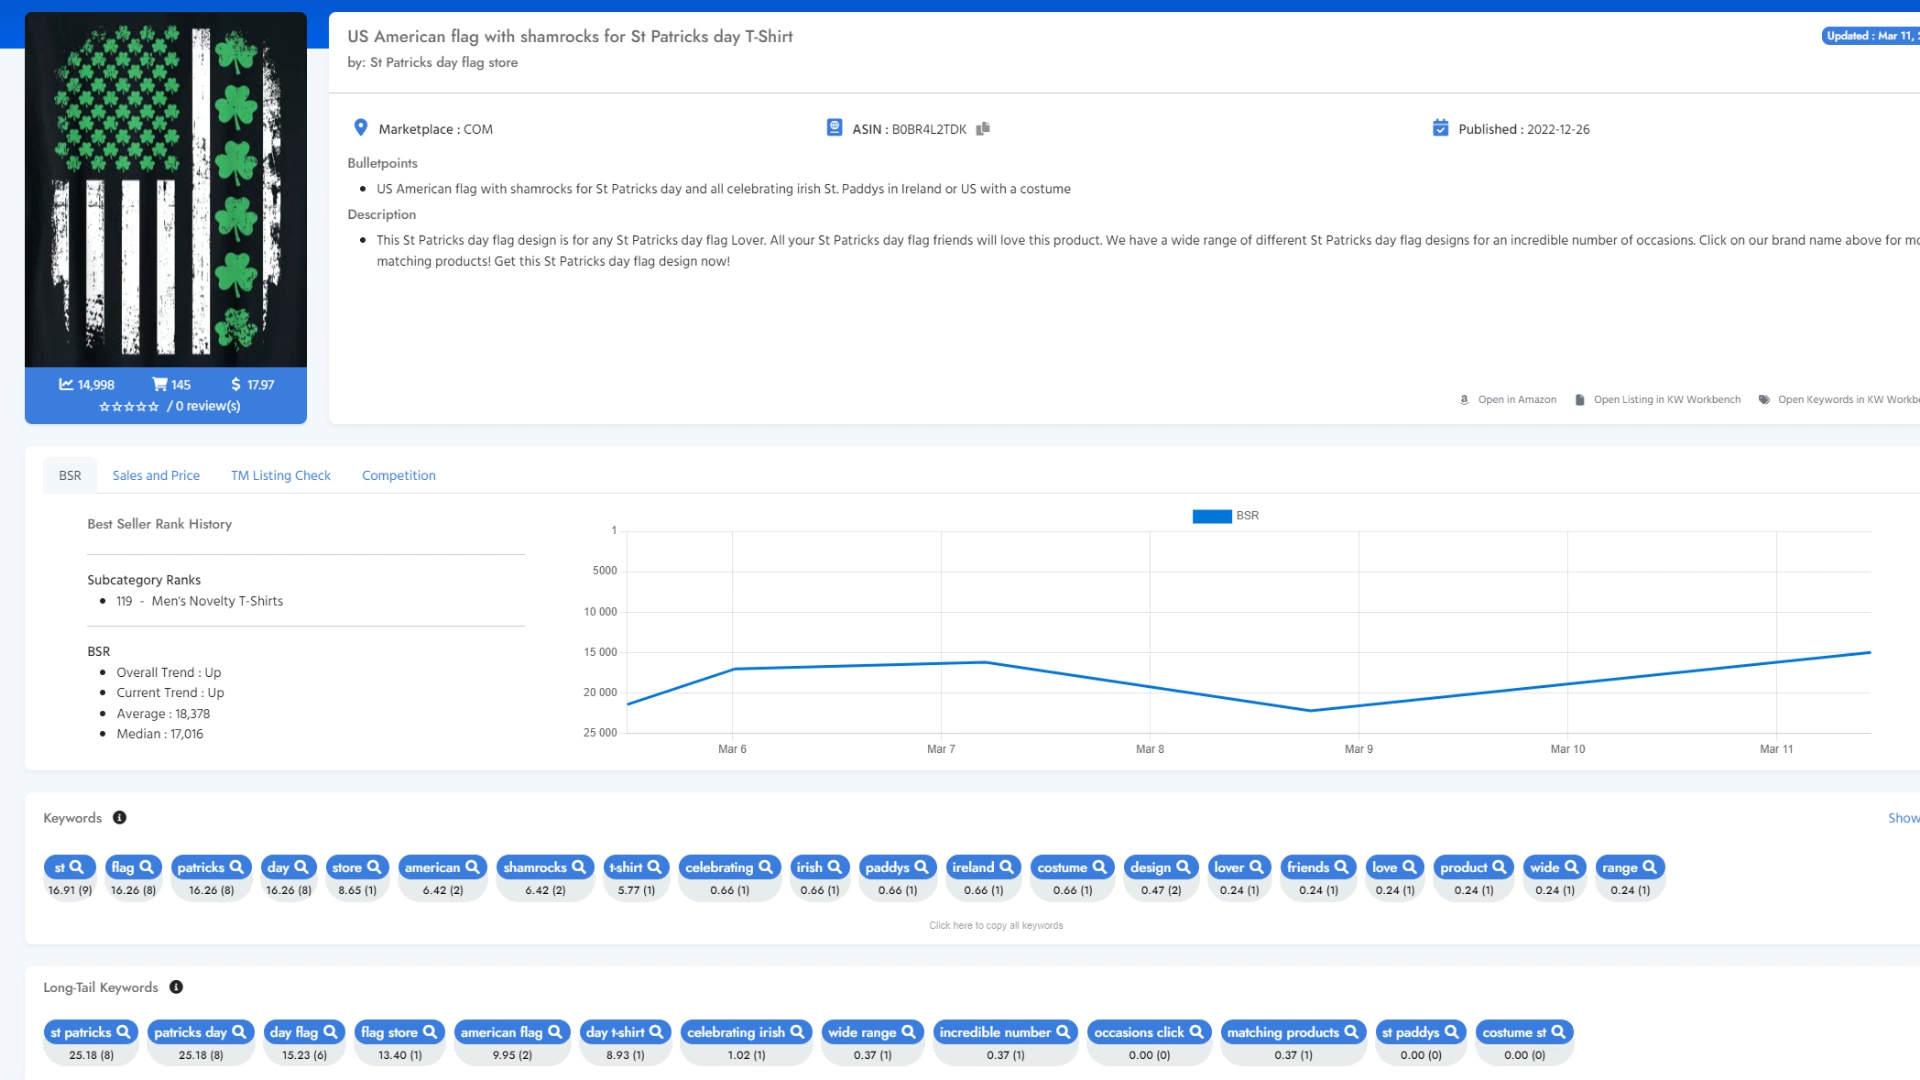 US American flag with shamrocks for St Patricks day T-Shirt
Updated : Mar 11,
by: St Patricks day flag store
Marketplace : COM
ASIN : B0BR4L2TDK
Published : 2022-12-26
Bulletpoints
US American flag with shamrocks for St Patricks day and all celebrating irish St. Paddys in Ireland or US with a costume
Description
This St Patricks day flag design is for any St Patricks day flag Lover. All your St Patricks day flag friends will love this product. We have a wide range of different St Patricks day flag designs for an incredible number of occasions. Click on our brand name above for
matching products! Get this St Patricks day flag design now!
14,998 145 $ 17.97
/ 0 review(s)
Open in Amazon Open Listing in KW Workbench Open Keywords in KW
BSR Sales and Price TM Listing Check Competition
Best Seller Rank History
Subcategory Ranks
119 - Men's Novelty T-Shirts
BSR
Overall Trend : Up
Current Trend : Up
Average : 18,378
Median : 17,016
BSR
1
5000
10 000
15 000
20 000
25 000
Mar 6 Mar 7 Mar 8 Mar 9 Mar 10 Mar 11
Keywords
Show
st flag patricks day store american shamrocks t-shirt celebrating irish paddys ireland costume design lover friends love product wide range
16.91 (9) 16.26 (8) 16.26 (8) 16.26 (8) 8.65 (1) 6.42 (2) 6.42 (2) 5.77 (1) 0.66 (1) 0.66 (1) 0.66 (1) 0.66 (1) 0.66 (1) 0.47 (2) 0.24 (1) 0.24 (1) 0.24 (1) 0.24 (1) 0.24 (1) 0.24 (1)
Click here to copy all keywords
Long-Tail Keywords
st patricks patricks day day flag flag store american flag day t-shirt celebrating irish wide range incredible number occasions click matching products st paddys costume st
25.18 (8) 25.18 (8) 15.23 (6) 13.40 (1) 9.95 (2) 8.93 (1) 1.02 (1) 0.37 (1) 0.37 (1) 0.00 (0) 0.37 (1) 0.00 (0) 0.00 (0)